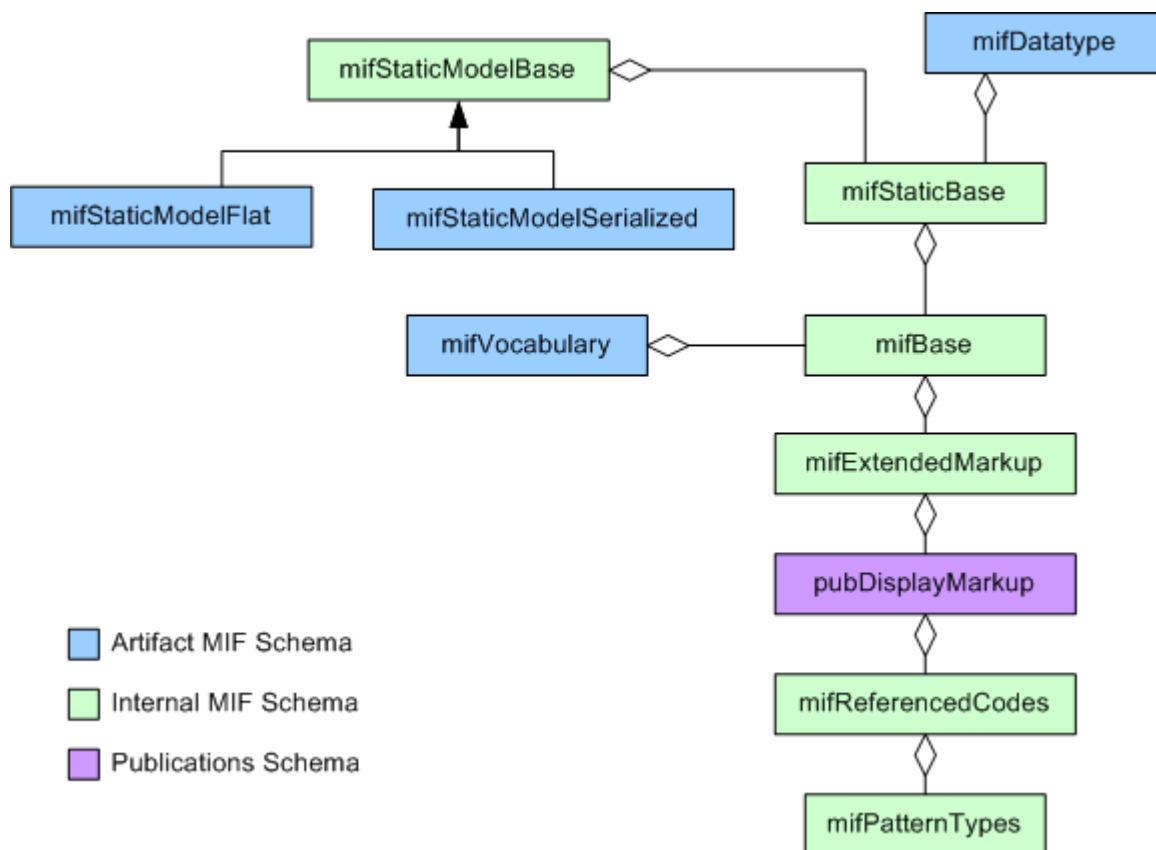 mifStaticModelBase
mifDatatype
mifStaticModelFlat
mifStaticModelSerialized
mifStaticBase
mifVocabulary
mifBase
mifExtendedMarkup
pubDisplayMarkup
mifReferencedCodes
mifPatternTypes
Artifact MIF Schema
Internal MIF Schema
Publications Schema